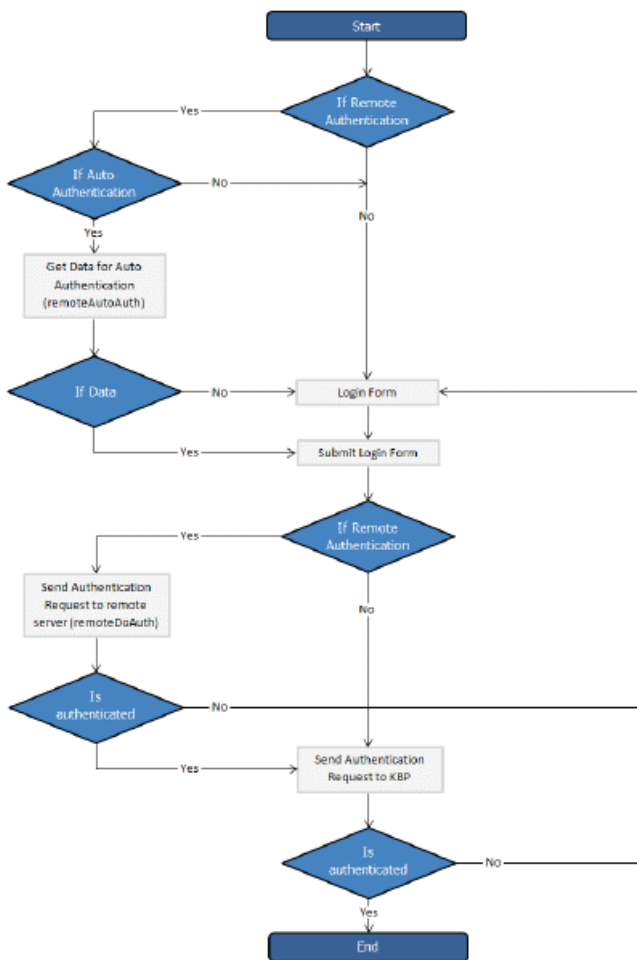 Start
If Remote
Authentication
Yes
If Auto
Authentication
No
No
Yes
Get Data for Auto
Authentication
(remoteAutoAuth)
If Data
No
Login Form
Yes
Submit Login Form
If Remote
Authentication
Yes
Send Authentication
Request to remote
server (remoteDoAuth)
No
Is
authenticated
No
Yes
Send Authentication
Request to KBP
Is
authenticated
No
Yes
End